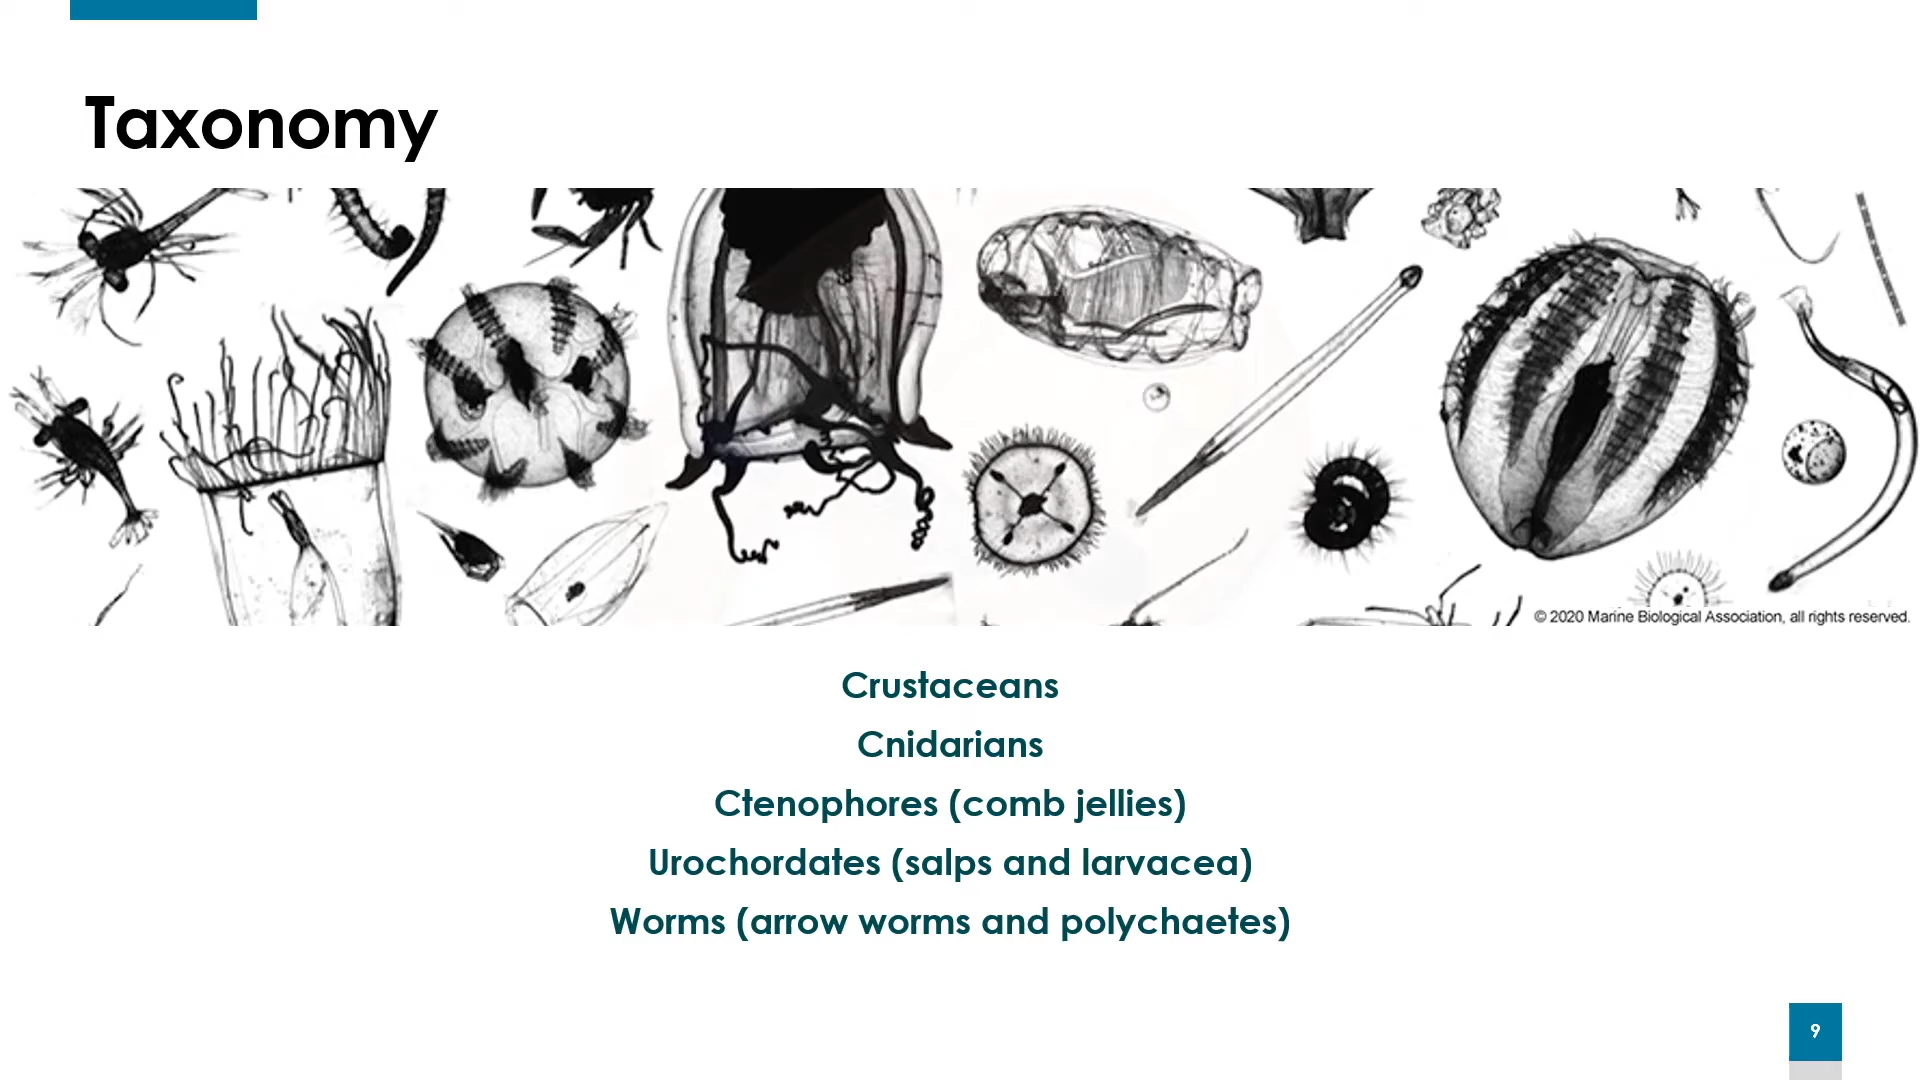 Taxonomy
© 2020 Marine Biological Association, all rights reserved.
Crustaceans
Cnidarians
Ctenophores (comb jellies)
Urochordates (salps and larvacea)
Worms (arrow worms and polychaetes)
9